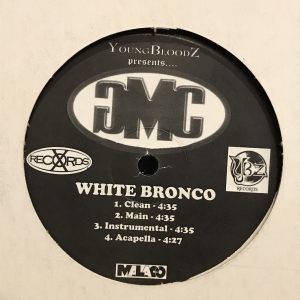 YOUNGBLOODZ
presents....
GMC
RECORDS
YBZ
RECORDS
WHITE BRONCO
1. Clean - 4:35
2. Main - 4:35
3. Instrumental - 4:35
4. Acapella - 4:27
MALACO